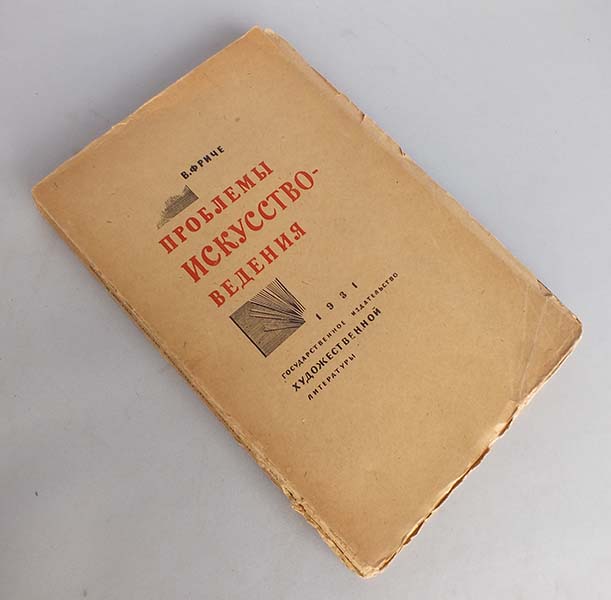 В. ФРИЧЕ
ПРОБЛЕМЫ
ИСКУССТВО-
ВЕДЕНИЯ
1931
ГОСУДАРСТВЕННОЕ ИЗДАТЕЛЬСТВО
ХУДОЖЕСТВЕННОЙ
ЛИТЕРАТУРЫ